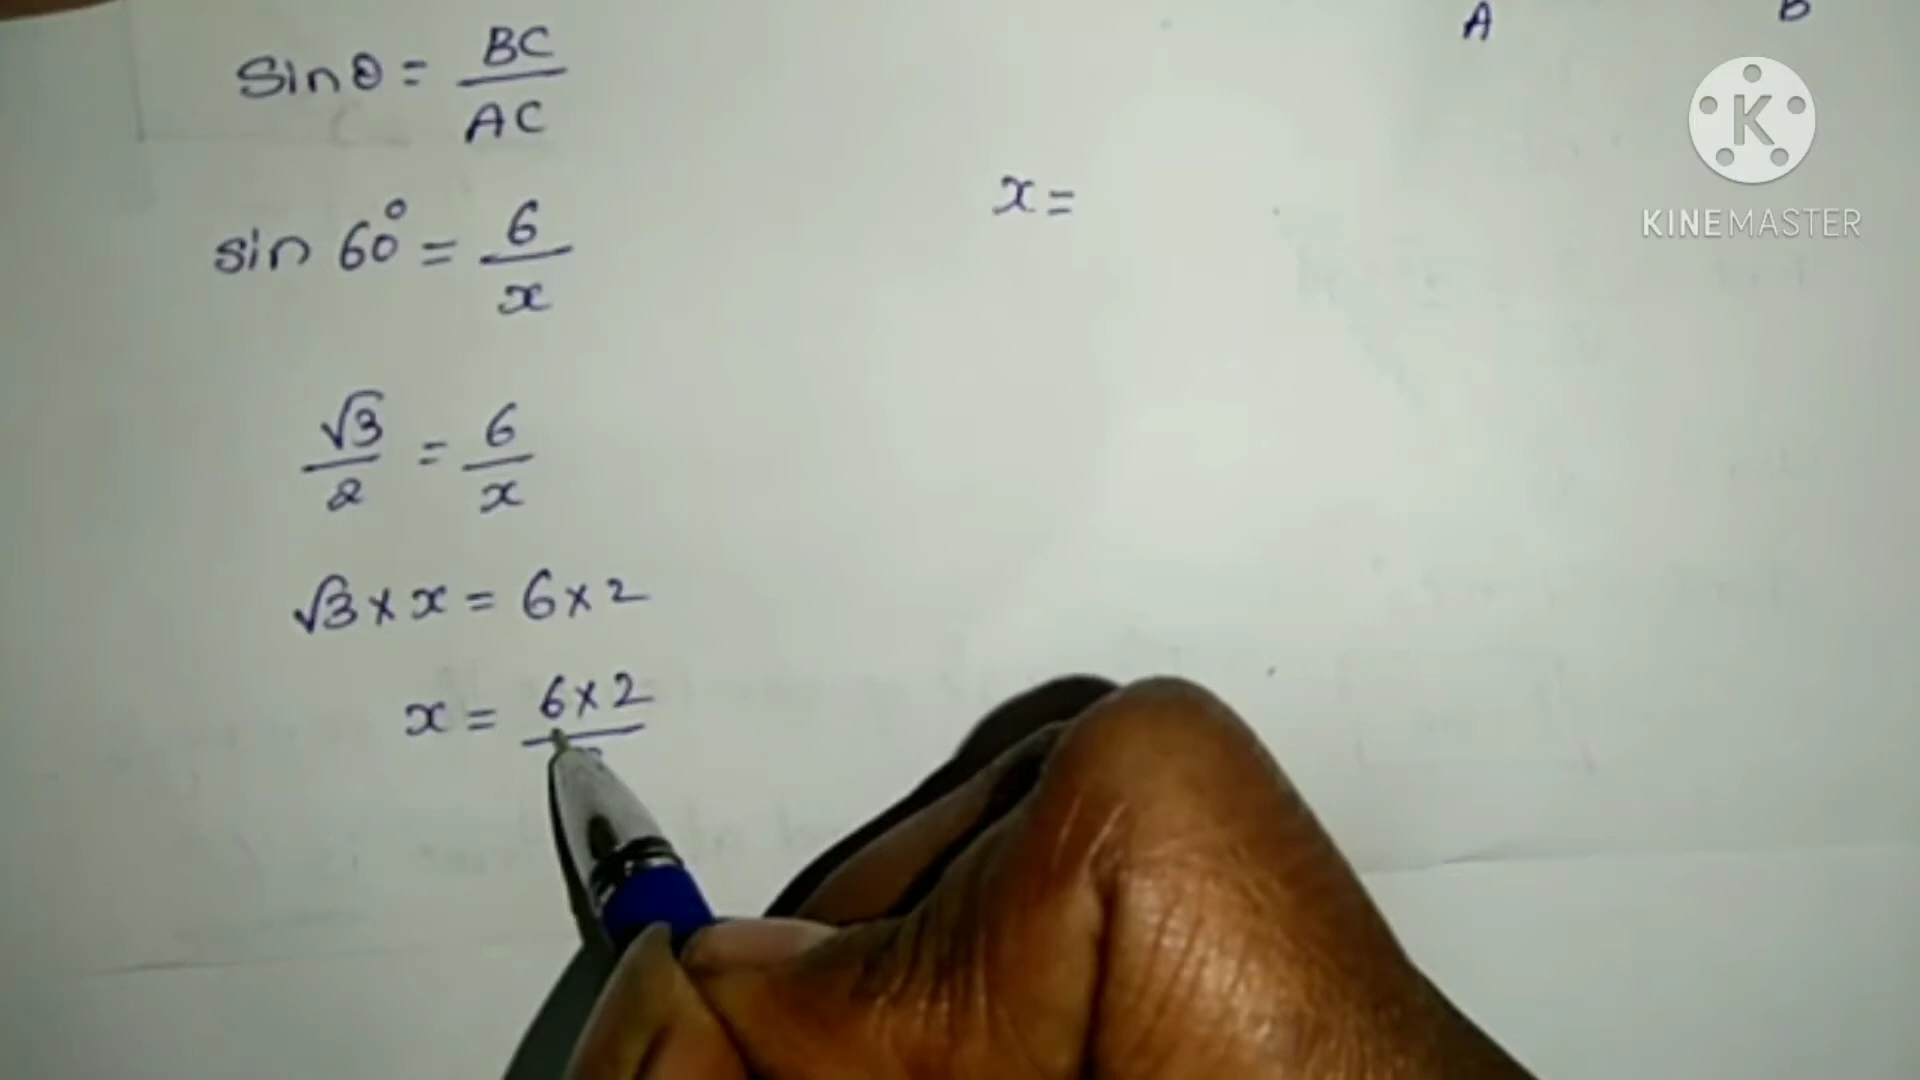 A B
Sinθ = BC/AC
sin 60° = 6/x
√3/2 = 6/x
√3 × x = 6 × 2
x = 6 × 2/
x =
K
KINEMASTER